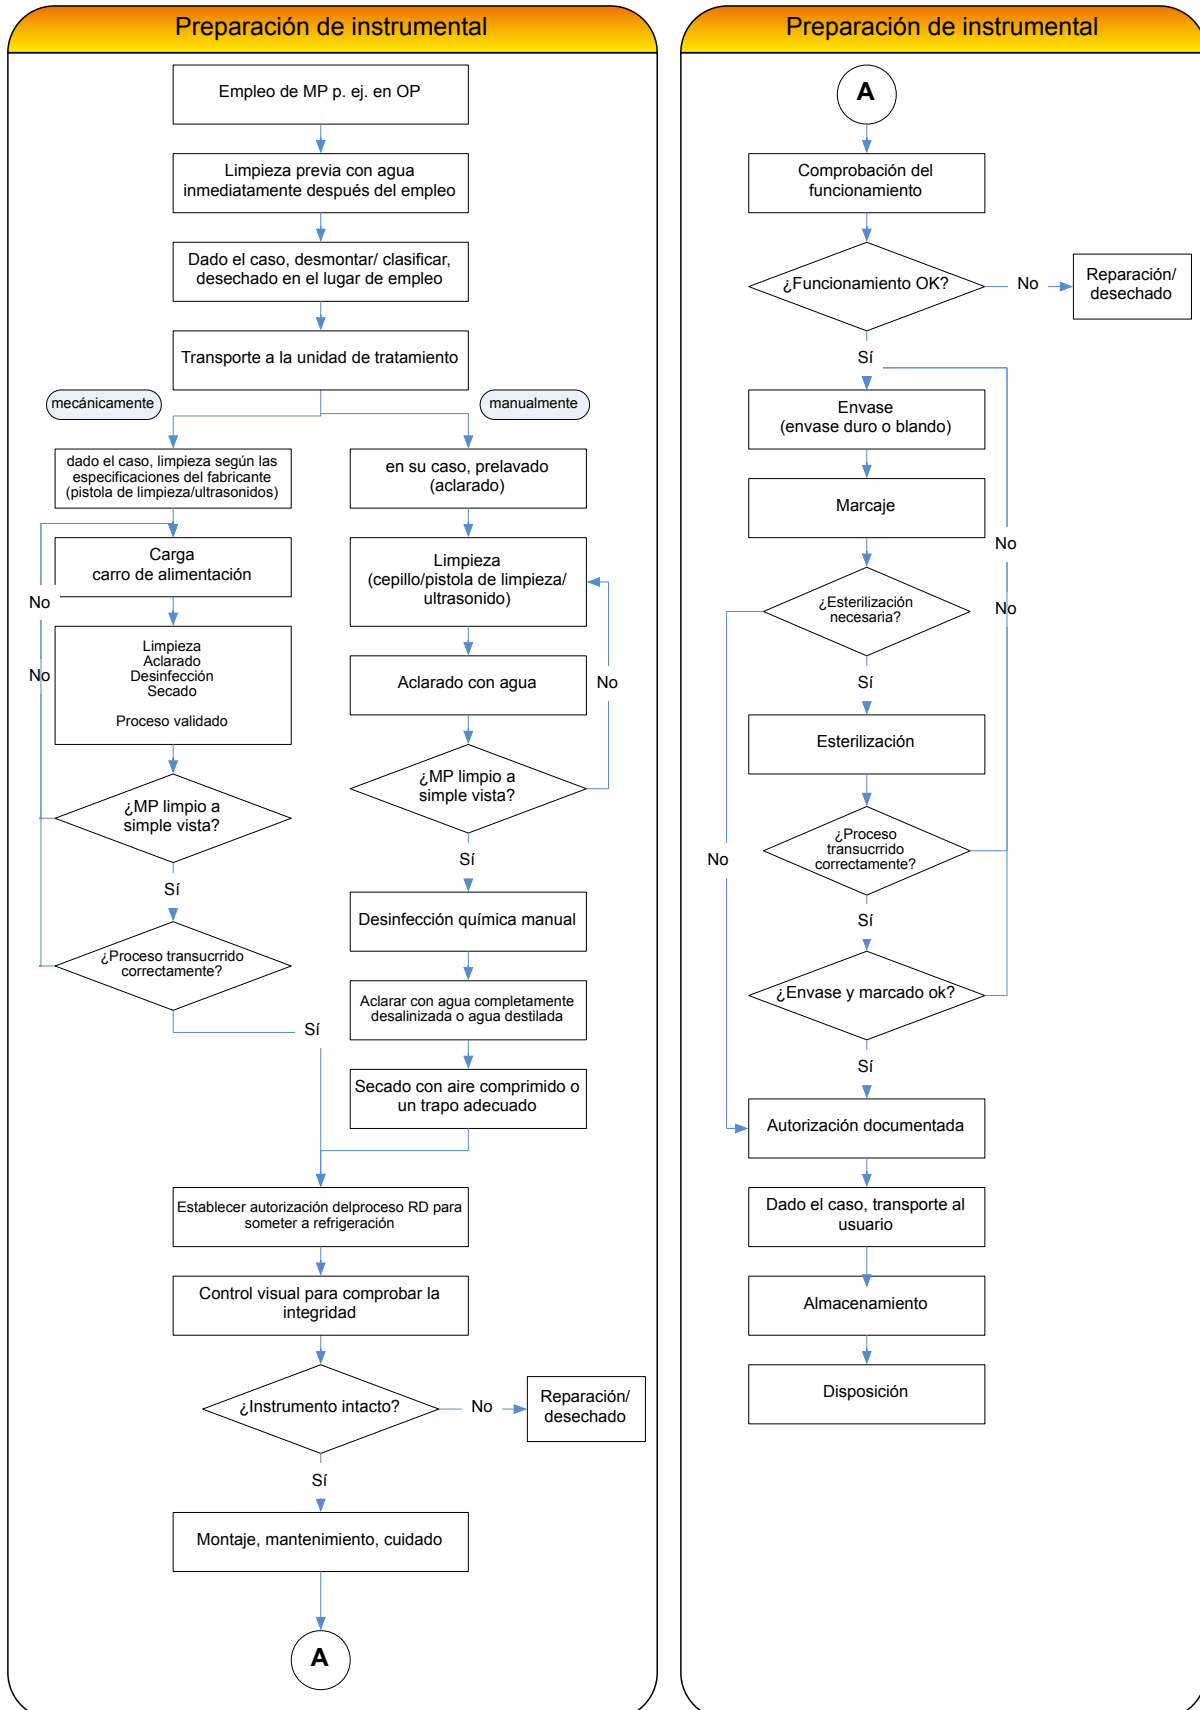 Preparación de instrumental
Empleo de MP p. ej. en OP
Limpieza previa con agua
inmediatamente después del empleo
Dado el caso, desmontar/ clasificar,
desechado en el lugar de empleo
Transporte a la unidad de tratamiento
mecánicamente
manualmente
dado el caso, limpieza según las
especificaciones del fabricante
(pistola de limpieza/ultrasonidos)
Carga
carro de alimentación
No
Limpieza
Aclarado
Desinfección
Secado
Proceso validado
No
¿MP limpio a
simple vista?
Sí
¿Proceso transucrrido
correctamente?
Sí
en su caso, prelavado
(aclarado)
Limpieza
(cepillo/pistola de limpieza/
ultrasonido)
Aclarado con agua
No
¿MP limpio a
simple vista?
Sí
Desinfección química manual
Aclarar con agua completamente
desalinizada o agua destilada
Secado con aire comprimido o
un trapo adecuado
Establecer autorización delproceso RD para
someter a refrigeración
Control visual para comprobar la
integridad
¿Instrumento intacto?
No
Reparación/
desechado
Sí
Montaje, mantenimiento, cuidado
A
Preparación de instrumental
A
Comprobación del
funcionamiento
¿Funcionamiento OK?
No
Reparación/
desechado
Sí
Envase
(envase duro o blando)
Marcaje
No
¿Esterilización
necesaria?
No
Sí
Esterilización
¿Proceso
transucrrido
correctamente?
No
Sí
¿Envase y marcado ok?
Sí
Autorización documentada
Dado el caso, transporte al
usuario
Almacenamiento
Disposición